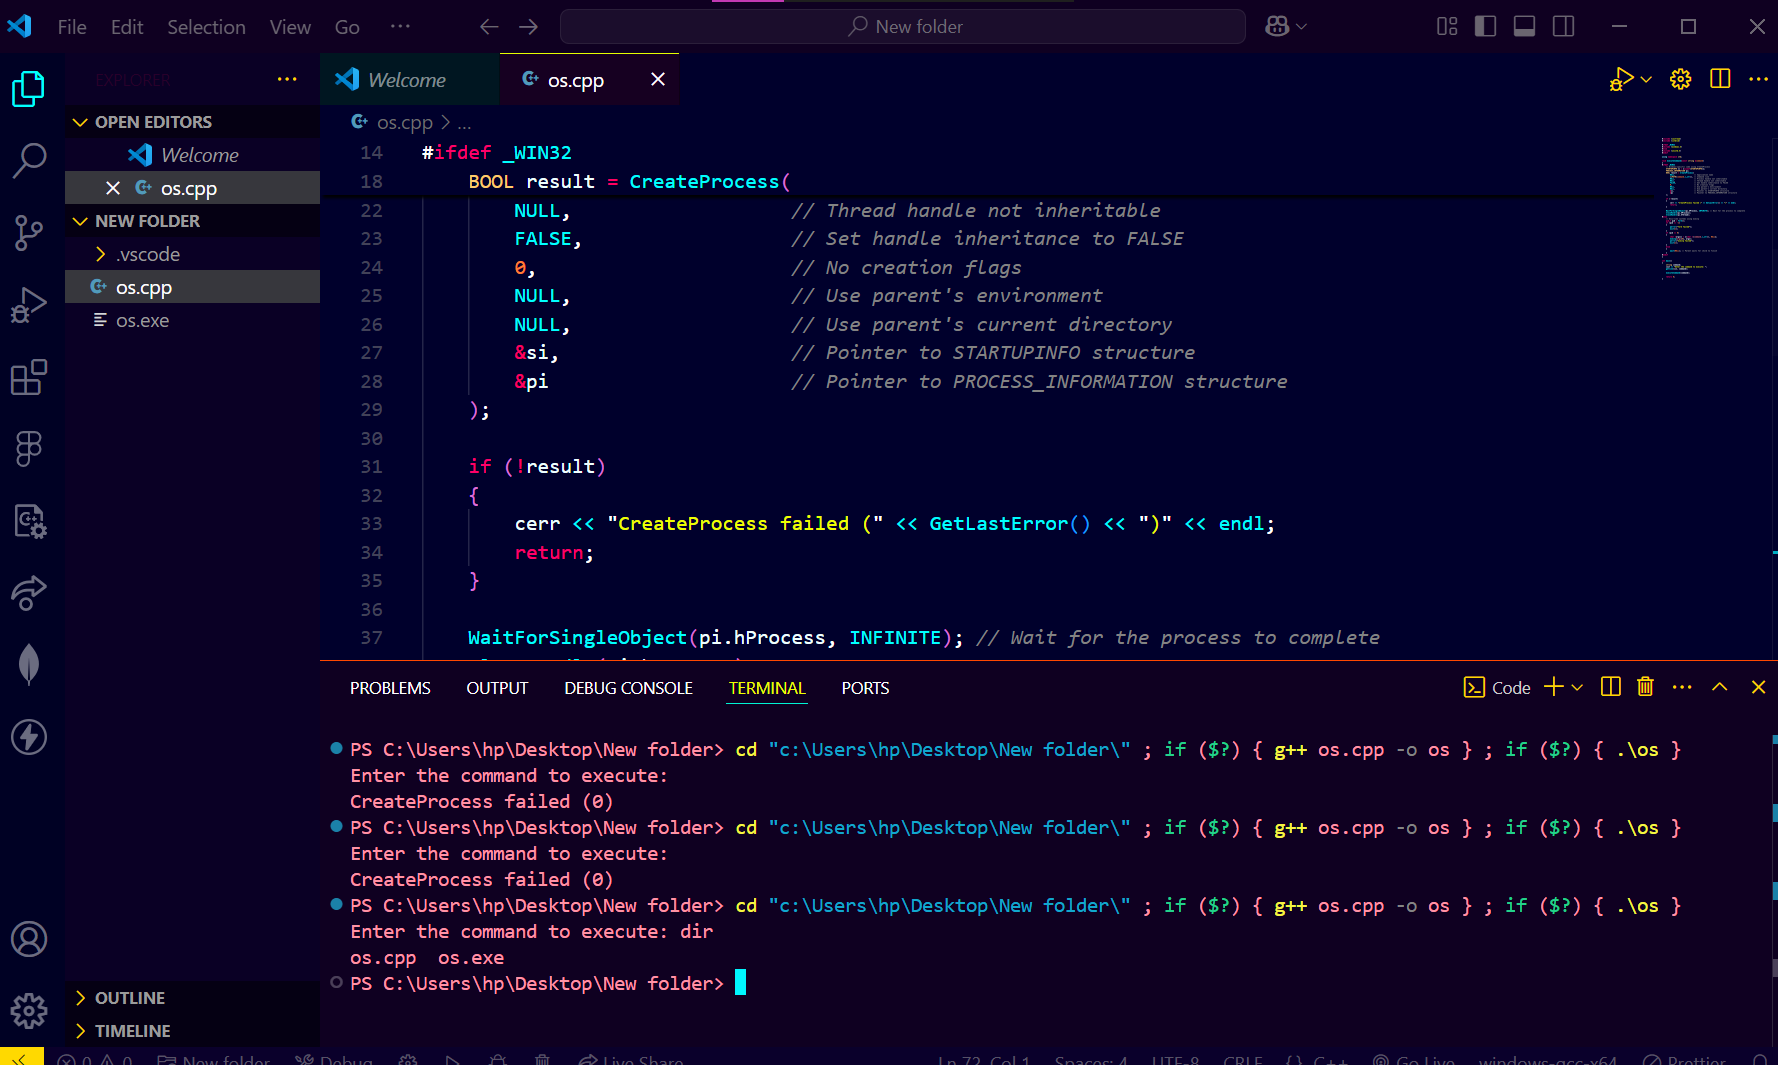 File Edit Selection View Go ··· New folder
EXPLORER ···
Welcome
os.cpp
OPEN EDITORS
Welcome
os.cpp
NEW FOLDER
.vscode
os.cpp
os.exe
OUTLINE
TIMELINE
os.cpp > ...
14 #ifdef _WIN32
18 BOOL result = CreateProcess(
22 NULL, // Thread handle not inheritable
23 FALSE, // Set handle inheritance to FALSE
24 0, // No creation flags
25 NULL, // Use parent's environment
26 NULL, // Use parent's current directory
27 &si, // Pointer to STARTUPINFO structure
28 &pi // Pointer to PROCESS_INFORMATION structure
29 );
30
31 if (!result)
32 {
33 cerr << "CreateProcess failed (" << GetLastError() << ")" << endl;
34 return;
35 }
36
37 WaitForSingleObject(pi.hProcess, INFINITE); // Wait for the process to complete
PROBLEMS OUTPUT DEBUG CONSOLE TERMINAL PORTS Code
PS C:\Users\hp\Desktop\New folder> cd "c:\Users\hp\Desktop\New folder\" ; if ($?) { g++ os.cpp -o os } ; if ($?) { .\os }
Enter the command to execute:
CreateProcess failed (0)
PS C:\Users\hp\Desktop\New folder> cd "c:\Users\hp\Desktop\New folder\" ; if ($?) { g++ os.cpp -o os } ; if ($?) { .\os }
Enter the command to execute:
CreateProcess failed (0)
PS C:\Users\hp\Desktop\New folder> cd "c:\Users\hp\Desktop\New folder\" ; if ($?) { g++ os.cpp -o os } ; if ($?) { .\os }
Enter the command to execute: dir
os.cpp os.exe
PS C:\Users\hp\Desktop\New folder>
0 0 New folder Debug Live Share Ln 72, Col 1 Spaces: 4 UTF-8 CRLF {} C++ Go Live windows-gcc-x64 Prettier